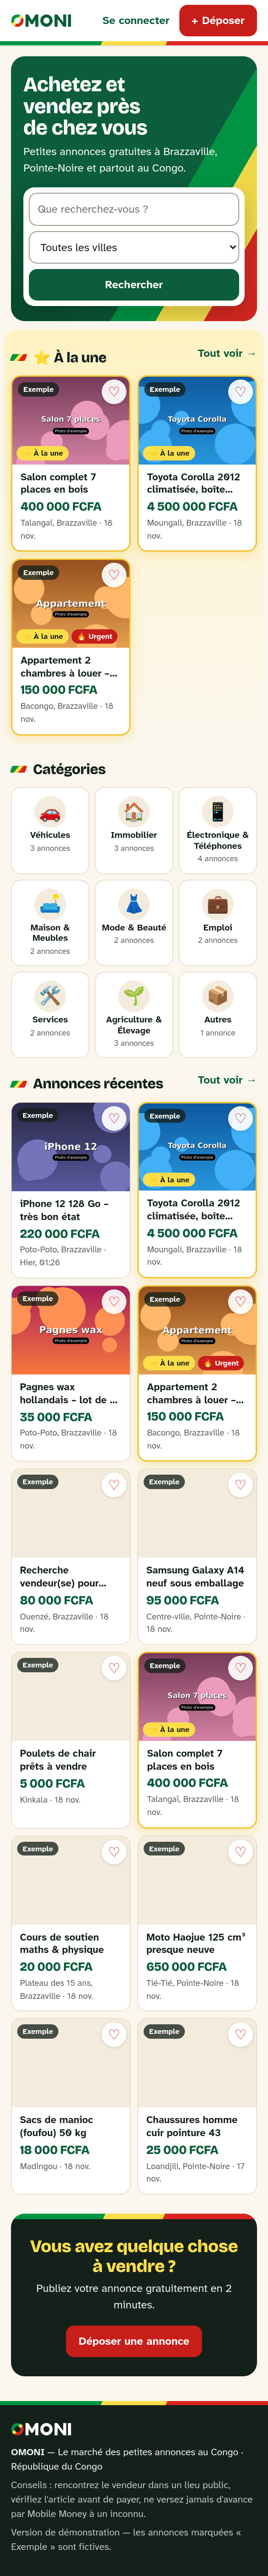 OMONI
Se connecter
+ Déposer
Achetez et
vendez près
de chez vous
Petites annonces gratuites à Brazzaville,
Pointe-Noire et partout au Congo.
Que recherchez-vous ?
Toutes les villes
Rechercher
⭐ À la une
Tout voir →
Exemple
Salon 7 places
Photo d'exemple
À la une
Salon complet 7
places en bois
400 000 FCFA
Talangaï, Brazzaville · 18
nov.
Exemple
Toyota Corolla
Photo d'exemple
À la une
Toyota Corolla 2012
climatisée, boîte...
4 500 000 FCFA
Moungali, Brazzaville · 18
nov.
Exemple
Appartement
Photo d'exemple
À la une
Urgent
Appartement 2
chambres à louer –...
150 000 FCFA
Bacongo, Brazzaville · 18
nov.
Catégories
Véhicules
3 annonces
Immobilier
3 annonces
Électronique &
Téléphones
4 annonces
Maison &
Meubles
2 annonces
Mode & Beauté
2 annonces
Emploi
2 annonces
Services
2 annonces
Agriculture &
Élevage
3 annonces
Autres
1 annonce
Annonces récentes
Tout voir →
Exemple
iPhone 12
Photo d'exemple
iPhone 12 128 Go –
très bon état
220 000 FCFA
Poto-Poto, Brazzaville ·
Hier, 01:26
Exemple
Toyota Corolla
Photo d'exemple
À la une
Toyota Corolla 2012
climatisée, boîte...
4 500 000 FCFA
Moungali, Brazzaville · 18
nov.
Exemple
Pagnes wax
Photo d'exemple
Pagnes wax
hollandais – lot de ...
35 000 FCFA
Poto-Poto, Brazzaville · 18
nov.
Exemple
Appartement
Photo d'exemple
À la une
Urgent
Appartement 2
chambres à louer –...
150 000 FCFA
Bacongo, Brazzaville · 18
nov.
Exemple
Recherche
vendeur(se) pour...
80 000 FCFA
Ouenzé, Brazzaville · 18
nov.
Exemple
Samsung Galaxy A14
neuf sous emballage
95 000 FCFA
Centre-ville, Pointe-Noire ·
18 nov.
Exemple
Poulets de chair
prêts à vendre
5 000 FCFA
Kinkala · 18 nov.
Exemple
Salon 7 places
Photo d'exemple
À la une
Salon complet 7
places en bois
400 000 FCFA
Talangaï, Brazzaville · 18
nov.
Exemple
Cours de soutien
maths & physique
20 000 FCFA
Plateau des 15 ans,
Brazzaville · 18 nov.
Exemple
Moto Haojue 125 cm³
presque neuve
650 000 FCFA
Tié-Tié, Pointe-Noire · 18
nov.
Exemple
Sacs de manioc
(foufou) 50 kg
18 000 FCFA
Madingou · 18 nov.
Exemple
Chaussures homme
cuir pointure 43
25 000 FCFA
Loandjili, Pointe-Noire · 17
nov.
Vous avez quelque chose
à vendre ?
Publiez votre annonce gratuitement en 2
minutes.
Déposer une annonce
OMONI
OMONI — Le marché des petites annonces au Congo ·
République du Congo
Conseils : rencontrez le vendeur dans un lieu public,
vérifiez l'article avant de payer, ne versez jamais d'avance
par Mobile Money à un inconnu.
Version de démonstration — les annonces marquées «
Exemple » sont fictives.